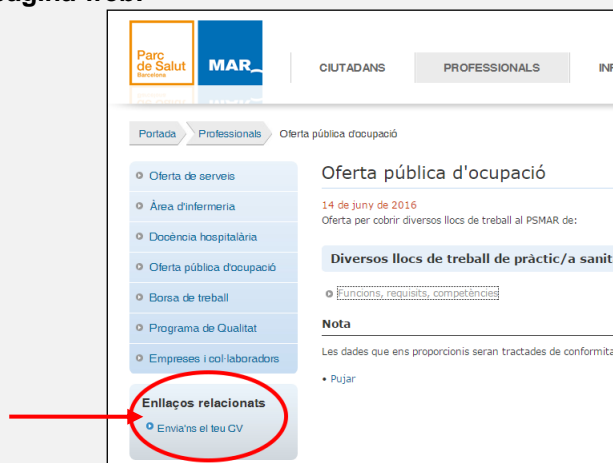 pàgina web.
Parc
de Salut
Barcelona
MAR
CIUTADANS
PROFESSIONALS
Portada
Professionals
Oferta pública d'ocupació
Oferta de serveis
Àrea d'infermeria
Docència hospitalària
Oferta pública d'ocupació
Borsa de treball
Programa de Qualitat
Empreses i col·laboradors
Enllaços relacionats
Envia'ns el teu CV
Oferta pública d'ocupació
14 de juny de 2016
Oferta per cobrir diversos llocs de treball al PSMAR de:
Diversos llocs de treball de pràctic/a sanit
Funcions, requisits, competències
Nota
Les dades que ens proporcionis seran tractades de conformita
• Pujar